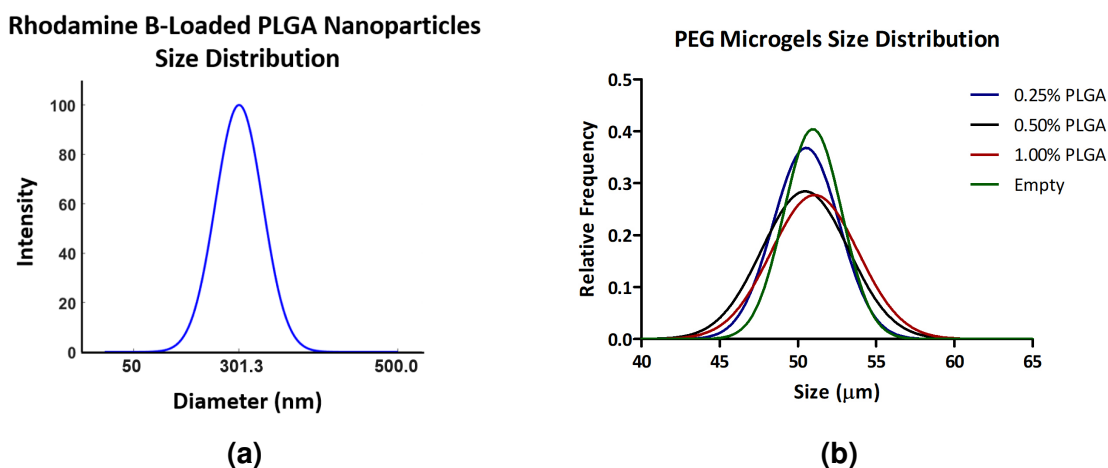 Rhodamine B-Loaded PLGA Nanoparticles
Size Distribution
100
80
60
40
20
0
Intensity
50
301.3
500.0
Diameter (nm)
(a)
PEG Microgels Size Distribution
0.5
0.4
0.3
0.2
0.1
0.0
Relative Frequency
40
45
50
55
60
65
Size (μm)
0.25% PLGA
0.50% PLGA
1.00% PLGA
Empty
(b)